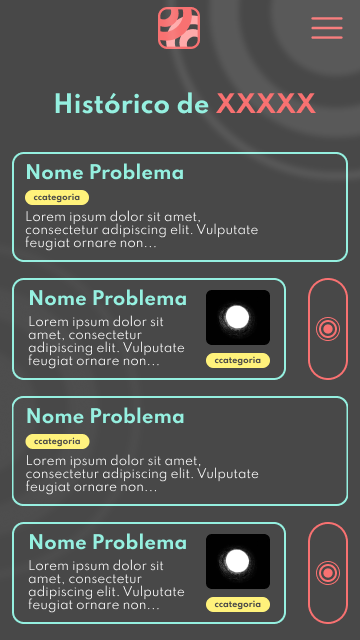 Histórico de XXXXX
Nome Problema
ccategoria
Lorem ipsum dolor sit amet,
consectetur adipiscing elit. Vulputate
feugiat ornare non...
Nome Problema
Lorem ipsum dolor sit
amet, consectetur
adipiscing elit. Vulputate
feugiat ornare non...
ccategoria
Nome Problema
ccategoria
Lorem ipsum dolor sit amet,
consectetur adipiscing elit. Vulputate
feugiat ornare non...
Nome Problema
Lorem ipsum dolor sit
amet, consectetur
adipiscing elit. Vulputate
feugiat ornare non...
ccategoria